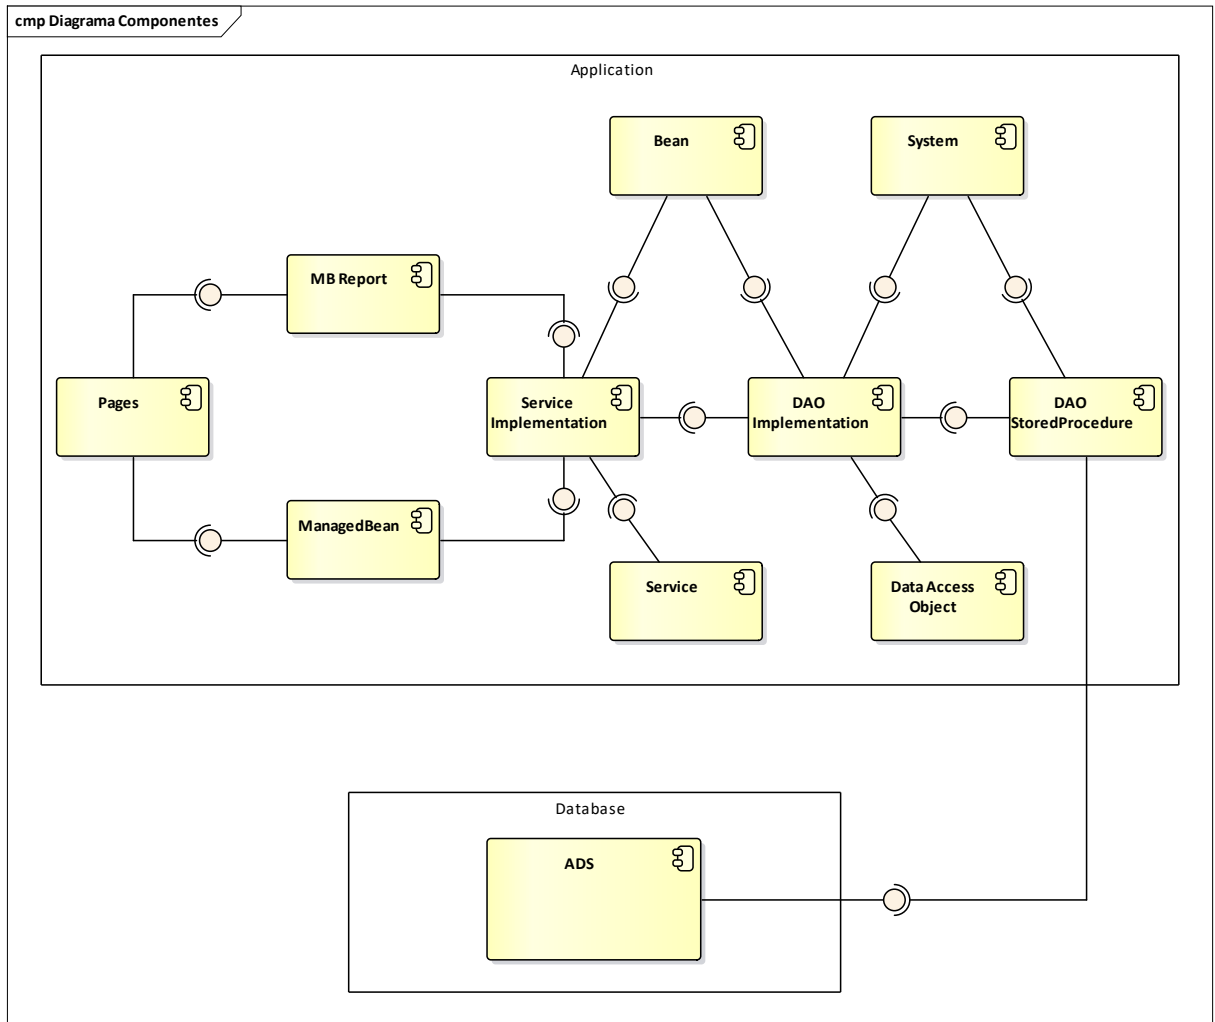 cmp Diagrama Componentes
Application
Bean
System
MB Report
Pages
Service
Implementation
DAO
Implementation
DAO
StoredProcedure
ManagedBean
Service
Data Access
Object
Database
ADS